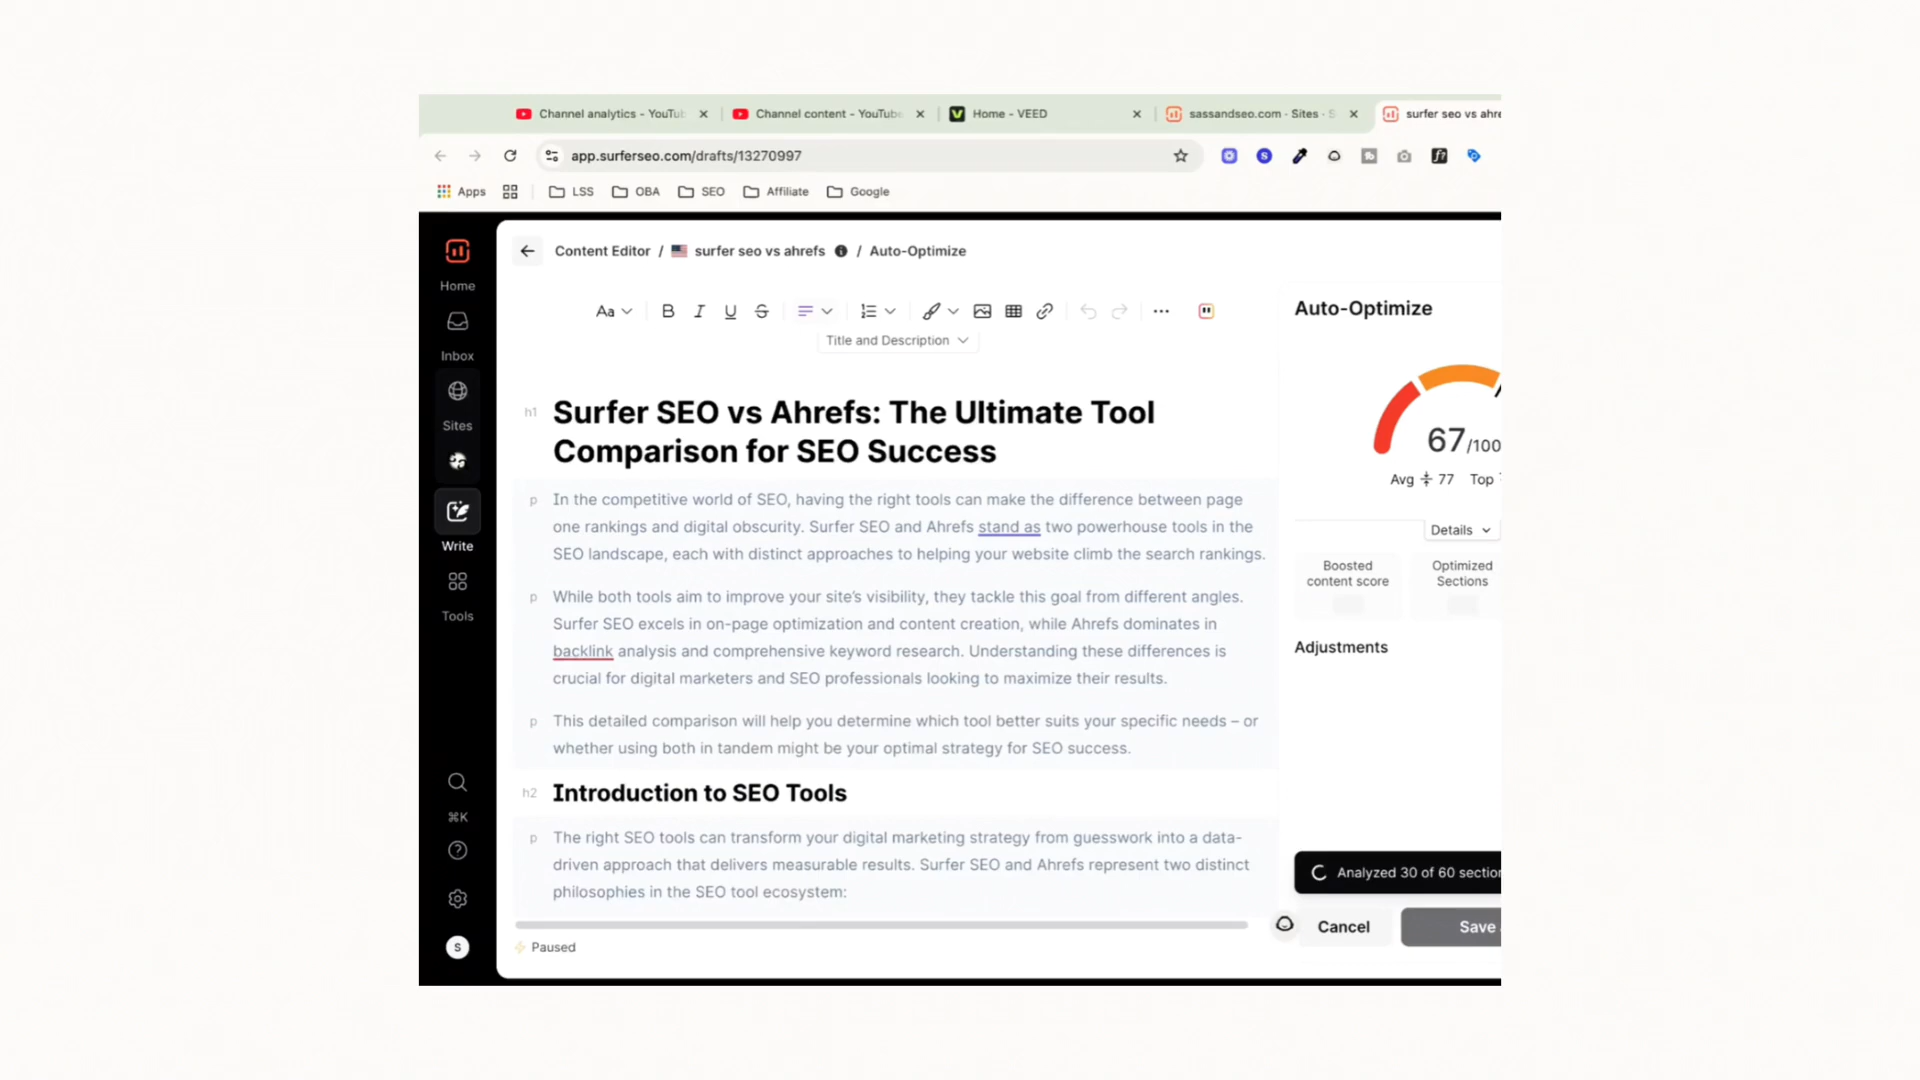 Channel analytics - YouTub
Channel content - YouTube
Home - VEED
sassandseo.com - Sites - S
surfer seo vs ahre
app.surferseo.com/drafts/13270997
Apps
LSS
OBA
SEO
Affiliate
Google
Home
Inbox
Sites
Write
Tools
⌘K
S
Content Editor / surfer seo vs ahrefs / Auto-Optimize
Aa B I U S
Title and Description
h1
Surfer SEO vs Ahrefs: The Ultimate Tool
Comparison for SEO Success
p In the competitive world of SEO, having the right tools can make the difference between page
one rankings and digital obscurity. Surfer SEO and Ahrefs stand as two powerhouse tools in the
SEO landscape, each with distinct approaches to helping your website climb the search rankings.
p While both tools aim to improve your site's visibility, they tackle this goal from different angles.
Surfer SEO excels in on-page optimization and content creation, while Ahrefs dominates in
backlink analysis and comprehensive keyword research. Understanding these differences is
crucial for digital marketers and SEO professionals looking to maximize their results.
p This detailed comparison will help you determine which tool better suits your specific needs – or
whether using both in tandem might be your optimal strategy for SEO success.
h2 Introduction to SEO Tools
p The right SEO tools can transform your digital marketing strategy from guesswork into a data-
driven approach that delivers measurable results. Surfer SEO and Ahrefs represent two distinct
philosophies in the SEO tool ecosystem:
Paused
Auto-Optimize
67/100
Avg 77 Top
Details
Boosted
content score
Optimized
Sections
Adjustments
Analyzed 30 of 60 section
Cancel
Save